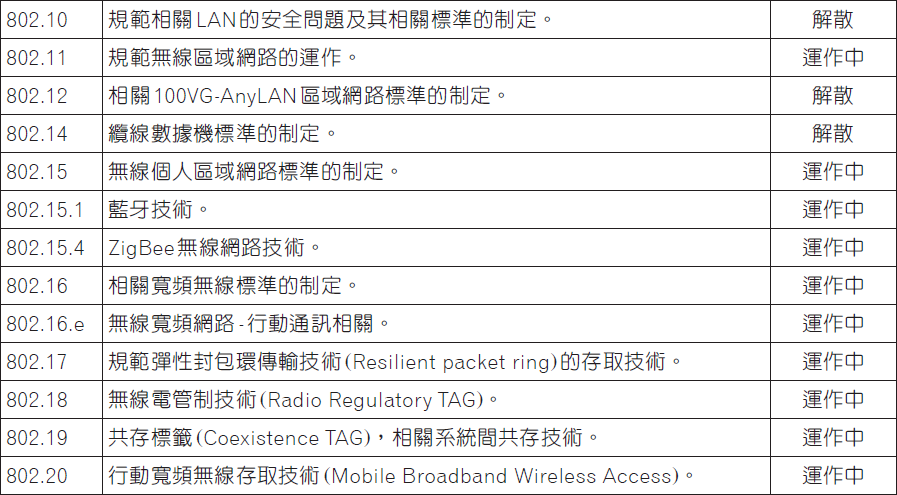 802.10 規範相關LAN的安全問題及其相關標準的制定。 解散
802.11 規範無線區域網路的運作。 運作中
802.12 相關100VG-AnyLAN區域網路標準的制定。 解散
802.14 纜線數據機標準的制定。 解散
802.15 無線個人區域網路標準的制定。 運作中
802.15.1 藍牙技術。 運作中
802.15.4 ZigBee無線網路技術。 運作中
802.16 相關寬頻無線標準的制定。 運作中
802.16.e 無線寬頻網路-行動通訊相關。 運作中
802.17 規範彈性封包環傳輸技術(Resilient packet ring)的存取技術。 運作中
802.18 無線電管制技術(Radio Regulatory TAG)。 運作中
802.19 共存標籤(Coexistence TAG)，相關系統間共存技術。 運作中
802.20 行動寬頻無線存取技術(Mobile Broadband Wireless Access)。 運作中